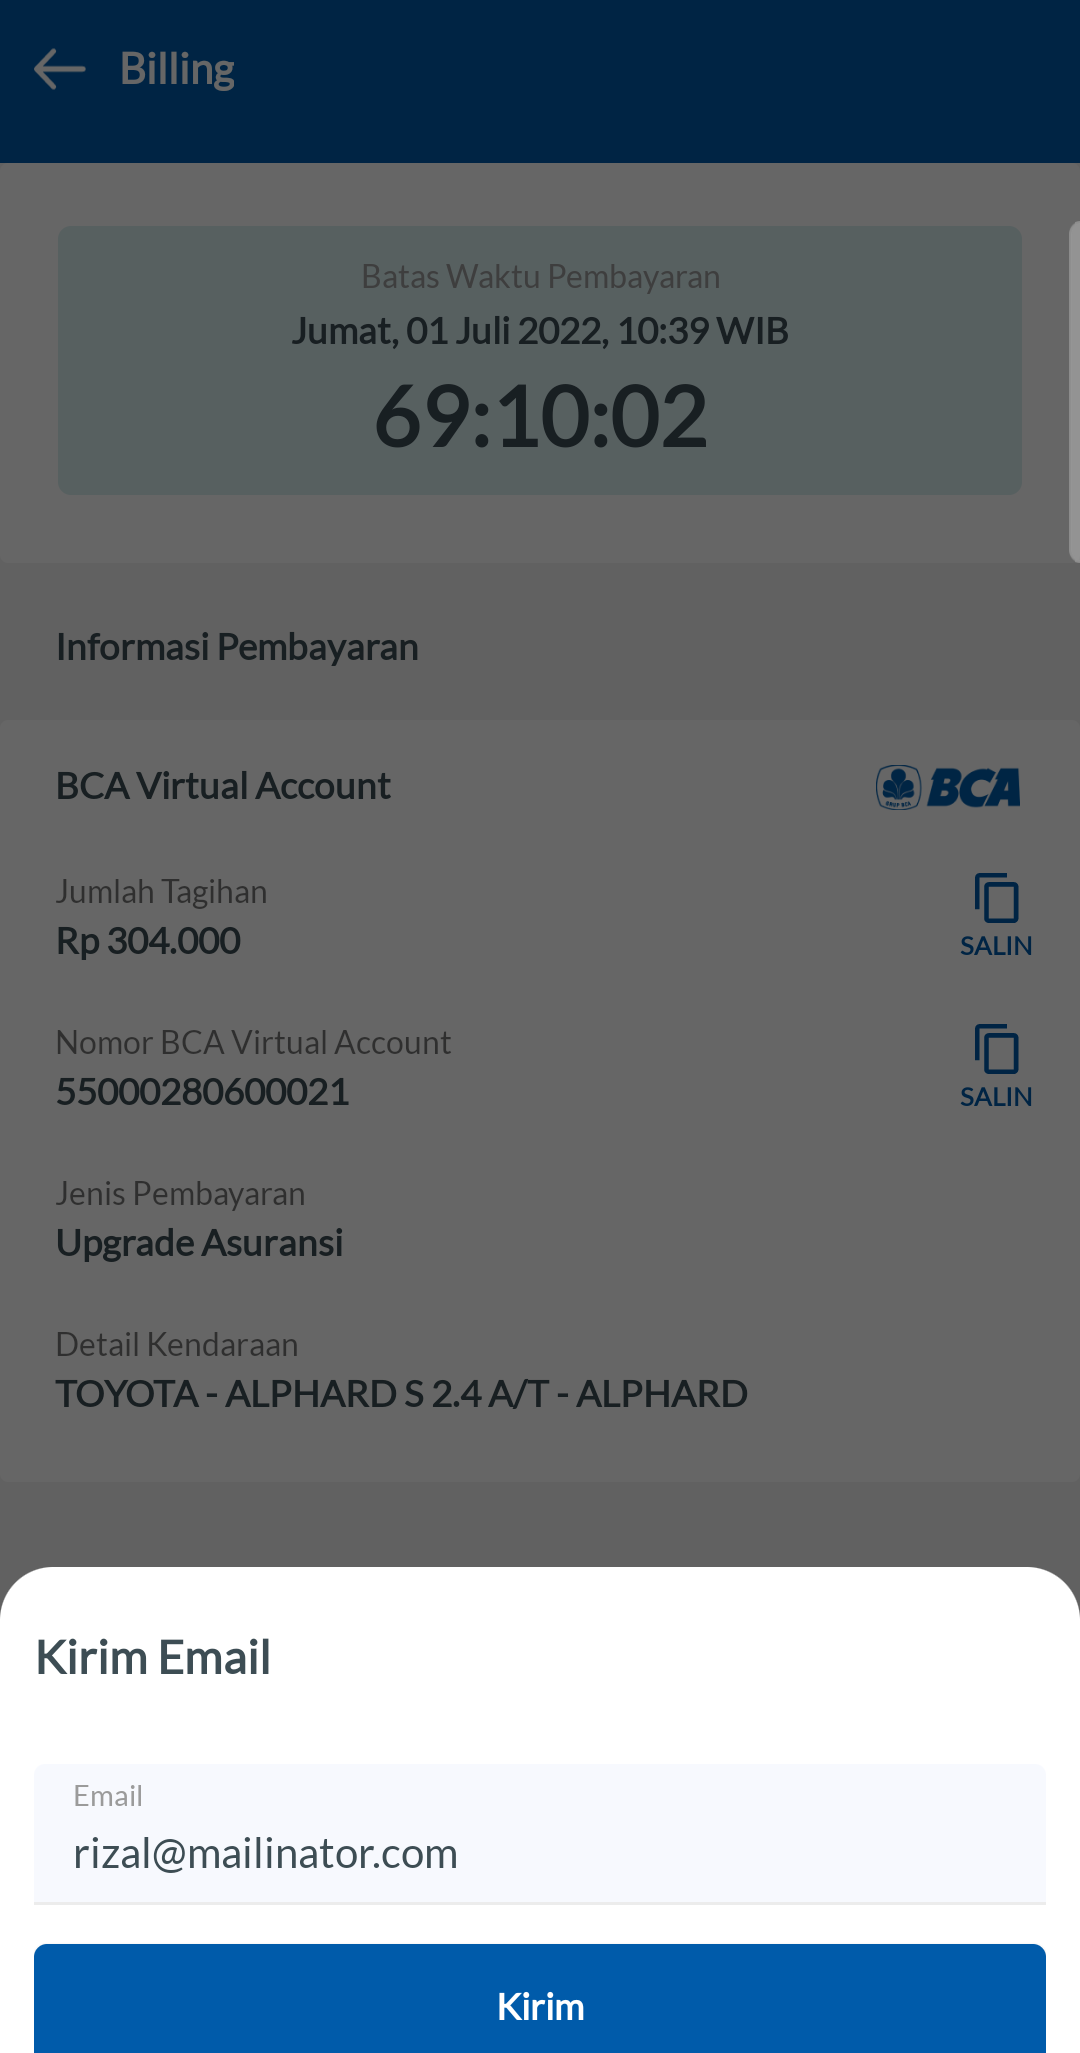 Billing
Batas Waktu Pembayaran
Jumat, 01 Juli 2022, 10:39 WIB
69:10:02
Informasi Pembayaran
BCA Virtual Account
BCA
Jumlah Tagihan
Rp 304.000
SALIN
Nomor BCA Virtual Account
55000280600021
SALIN
Jenis Pembayaran
Upgrade Asuransi
Detail Kendaraan
TOYOTA - ALPHARD S 2.4 A/T - ALPHARD
Kirim Email
Email
rizal@mailinator.com
Kirim